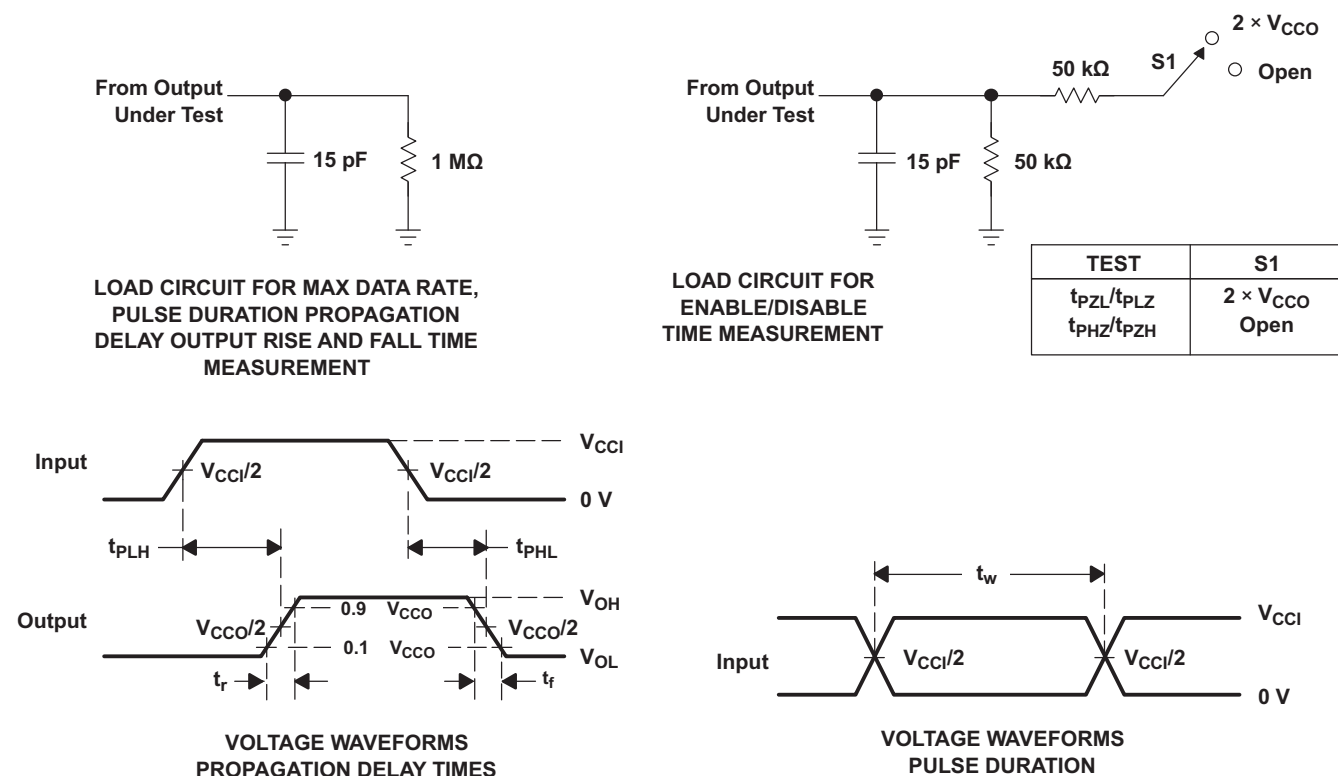 From Output
Under Test
15 pF
1 MΩ
LOAD CIRCUIT FOR MAX DATA RATE,
PULSE DURATION PROPAGATION
DELAY OUTPUT RISE AND FALL TIME
MEASUREMENT
2 × VCCO
S1
Open
50 kΩ
From Output
Under Test
15 pF
50 kΩ
LOAD CIRCUIT FOR
ENABLE/DISABLE
TIME MEASUREMENT
TEST S1
tPZL/tPLZ 2 × VCCO
tPHZ/tPZH Open
Input
VCCI/2 VCCI/2
VCCI
0 V
tPLH tPHL
Output
VOH
0.9 VCCO
VCCO/2 VCCO/2
0.1 VCCO
VOL
tr tf
VOLTAGE WAVEFORMS
PROPAGATION DELAY TIMES
tw
VCCI
Input
VCCI/2 VCCI/2
0 V
VOLTAGE WAVEFORMS
PULSE DURATION